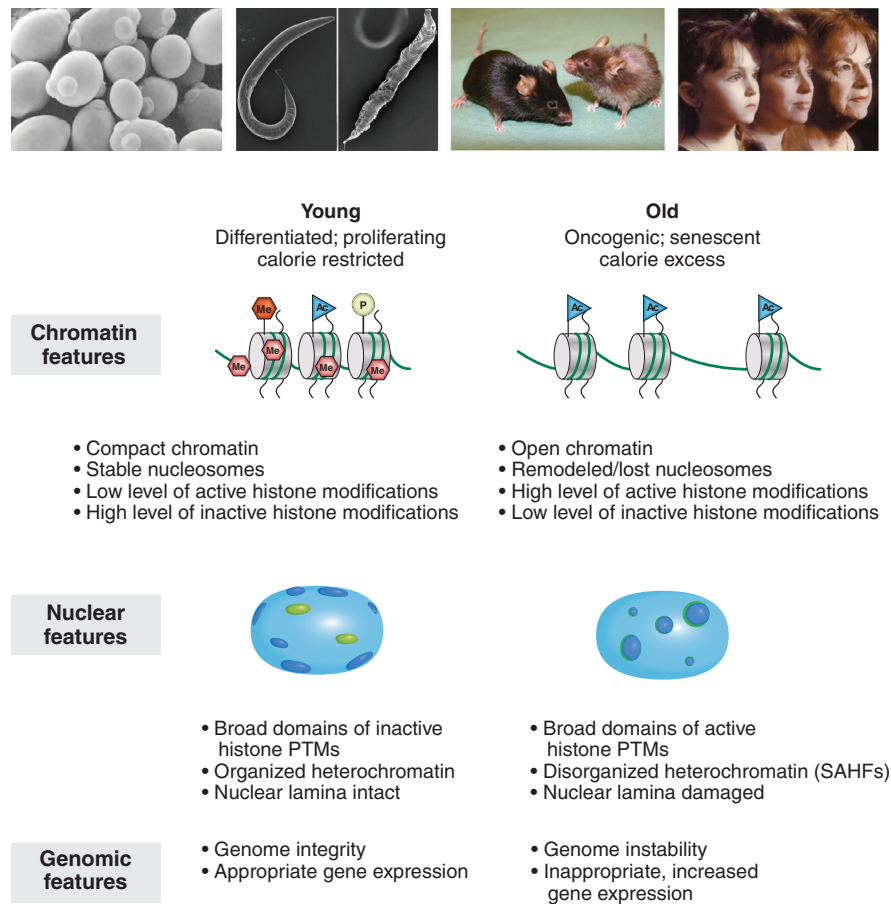 Young
Differentiated; proliferating
calorie restricted
Old
Oncogenic; senescent
calorie excess
Chromatin
features
Me
Ac
P
Me
Me
Me
Me
Ac
Ac
Ac
• Compact chromatin
• Stable nucleosomes
• Low level of active histone modifications
• High level of inactive histone modifications
• Open chromatin
• Remodeled/lost nucleosomes
• High level of active histone modifications
• Low level of inactive histone modifications
Nuclear
features
• Broad domains of inactive
histone PTMs
• Organized heterochromatin
• Nuclear lamina intact
• Broad domains of active
histone PTMs
• Disorganized heterochromatin (SAHFs)
• Nuclear lamina damaged
Genomic
features
• Genome integrity
• Appropriate gene expression
• Genome instability
• Inappropriate, increased
gene expression